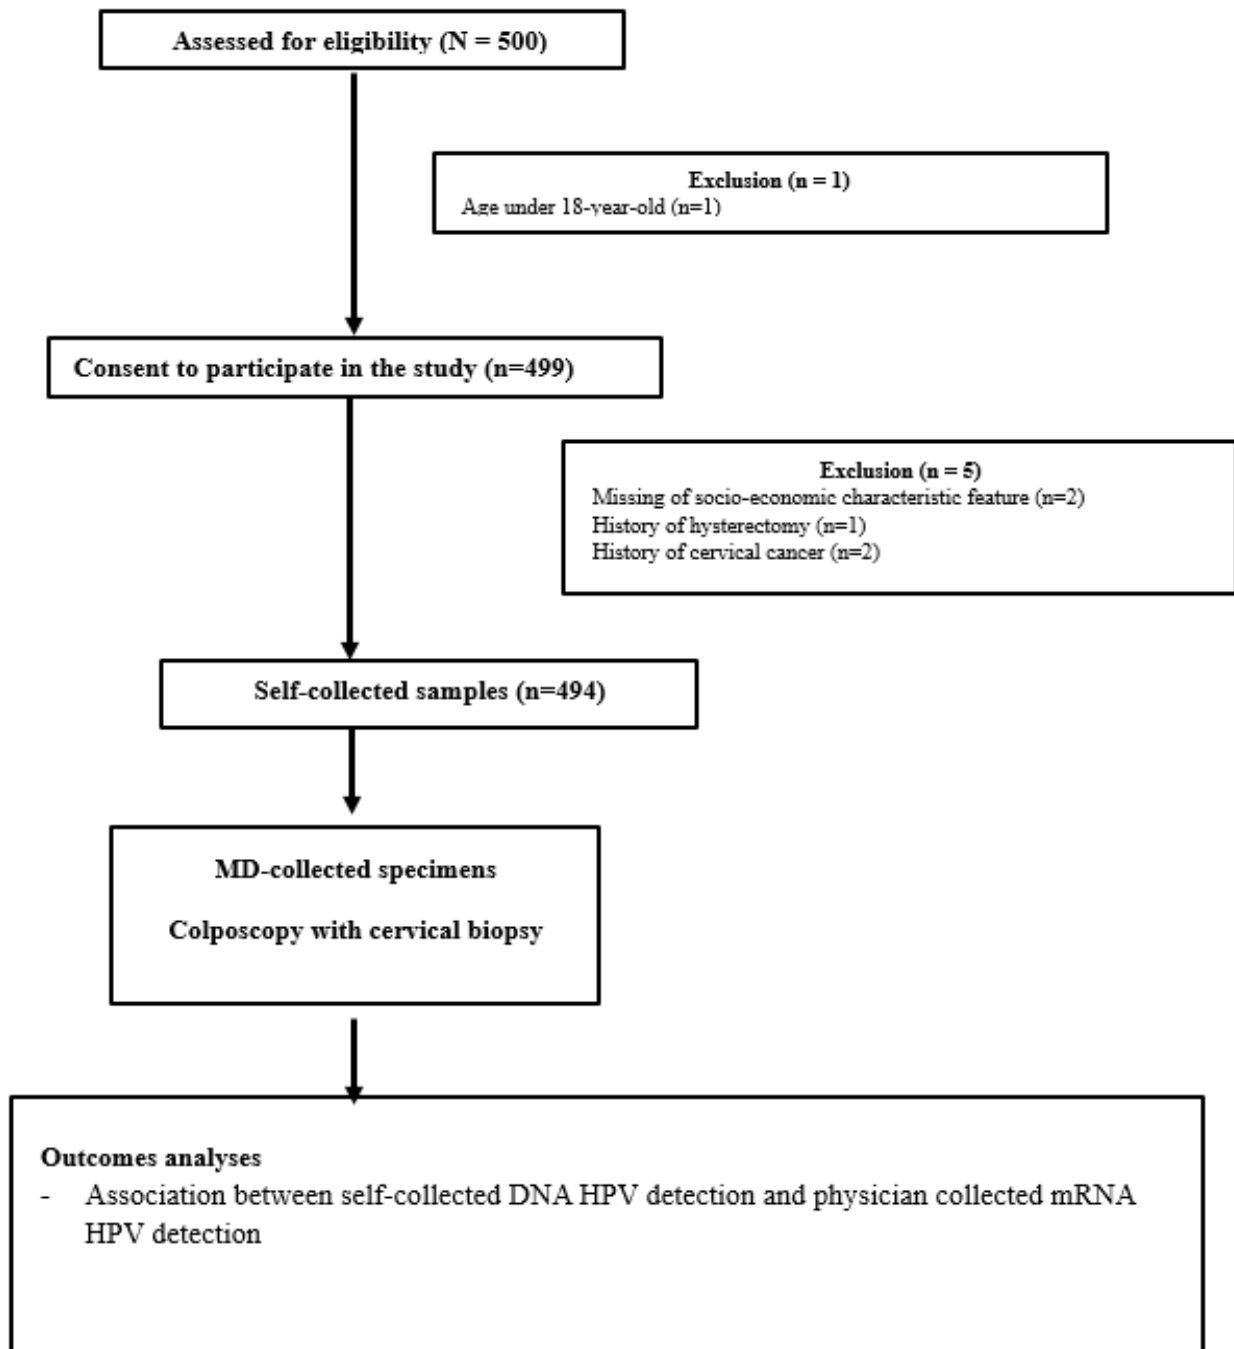 Assessed for eligibility (N = 500)
Exclusion (n = 1)
Age under 18-year-old (n=1)
Consent to participate in the study (n=499)
Exclusion (n = 5)
Missing of socio-economic characteristic feature (n=2)
History of hysterectomy (n=1)
History of cervical cancer (n=2)
Self-collected samples (n=494)
MD-collected specimens
Colposcopy with cervical biopsy
Outcomes analyses
- Association between self-collected DNA HPV detection and physician collected mRNA
HPV detection